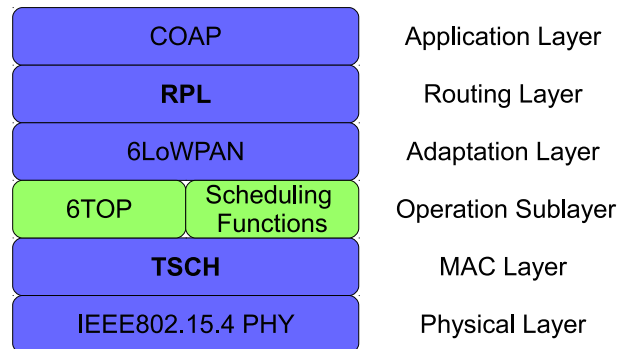 COAP Application Layer
RPL Routing Layer
6LoWPAN Adaptation Layer
6TOP Scheduling Functions Operation Sublayer
TSCH MAC Layer
IEEE802.15.4 PHY Physical Layer